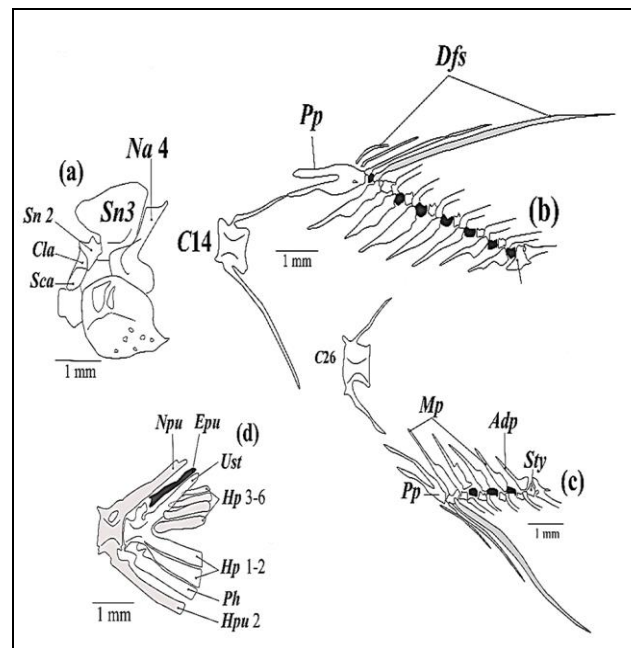 Dfs
Pp
Na 4
(a)
Sn3
Sn 2
Cla
Sca
1 mm
C14
(b)
1 mm
C26
Npu
Epu
(d)
Ust
Hp 3-6
Hp 1-2
Ph
Hpu 2
1 mm
Mp
Adp
Sty
Pp
(c)
1 mm